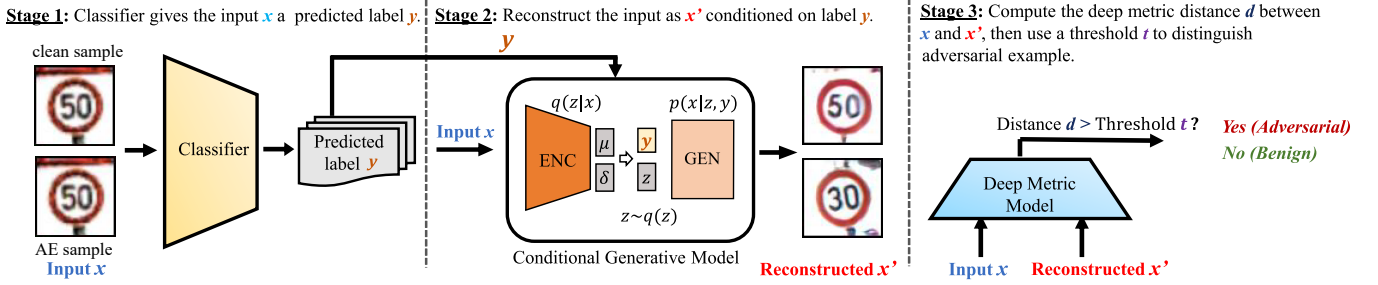 Stage 1: Classifier gives the input x a predicted label y.
clean sample
50
50
AE sample
Input x
Classifier
Predicted
label y
Stage 2: Reconstruct the input as x’ conditioned on label y.
y
Input x
q(z|x)
p(x|z, y)
ENC
μ
δ
y
z
GEN
z~q(z)
Conditional Generative Model
50
30
Reconstructed x’
Stage 3: Compute the deep metric distance d between
x and x’, then use a threshold t to distinguish
adversarial example.
Distance d > Threshold t ?
Yes (Adversarial)
No (Benign)
Deep Metric
Model
Input x
Reconstructed x’